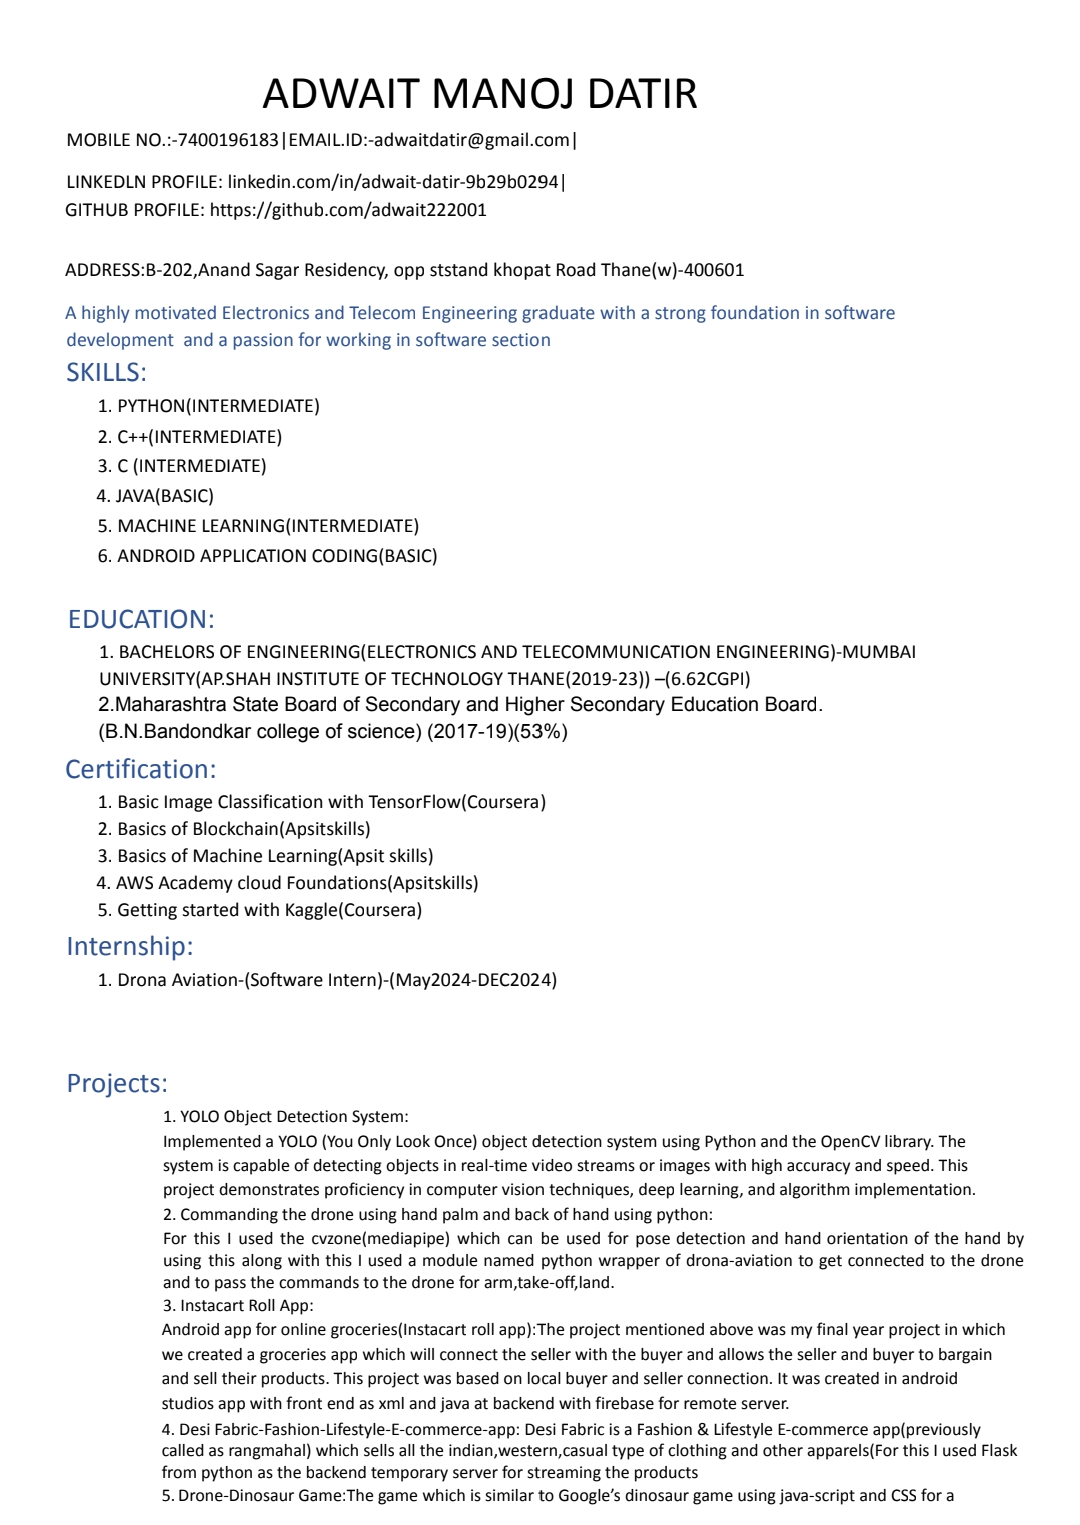 ADWAIT MANOJ DATIR
MOBILE NO.:-7400196183|EMAIL.ID:-adwaitdatir@gmail.com|
LINKEDLN PROFILE: linkedin.com/in/adwait-datir-9b29b0294|
GITHUB PROFILE: https://github.com/adwait222001
ADDRESS:B-202,Anand Sagar Residency, opp ststand khopat Road Thane(w)-400601
A highly motivated Electronics and Telecom Engineering graduate with a strong foundation in software
development  and a passion for working in software section
SKILLS:
1. PYTHON(INTERMEDIATE)
2. C++(INTERMEDIATE)
3. C (INTERMEDIATE)
4. JAVA(BASIC)
5. MACHINE LEARNING(INTERMEDIATE)
6. ANDROID APPLICATION CODING(BASIC)
EDUCATION:
1. BACHELORS OF ENGINEERING(ELECTRONICS AND TELECOMMUNICATION ENGINEERING)-MUMBAI
UNIVERSITY(AP.SHAH INSTITUTE OF TECHNOLOGY THANE(2019-23)) –(6.62CGPI)
2.Maharashtra State Board of Secondary and Higher Secondary Education Board.
(B.N.Bandondkar college of science) (2017-19)(53%)
Certification:
1. Basic Image Classification with TensorFlow(Coursera)
2. Basics of Blockchain(Apsitskills)
3. Basics of Machine Learning(Apsit skills)
4. AWS Academy cloud Foundations(Apsitskills)
5. Getting started with Kaggle(Coursera)
Internship:
1. Drona Aviation-(Software Intern)-(May2024-DEC2024)
Projects:
1. YOLO Object Detection System:
Implemented a YOLO (You Only Look Once) object detection system using Python and the OpenCV library. The
system is capable of detecting objects in real-time video streams or images with high accuracy and speed. This
project demonstrates proficiency in computer vision techniques, deep learning, and algorithm implementation.
2. Commanding the drone using hand palm and back of hand using python:
For this I used the cvzone(mediapipe) which can be used for pose detection and hand orientation of the hand by
using this along with this I used a module named python wrapper of drona-aviation to get connected to the drone
and to pass the commands to the drone for arm,take-off,land.
3. Instacart Roll App:
Android app for online groceries(Instacart roll app):The project mentioned above was my final year project in which
we created a groceries app which will connect the seller with the buyer and allows the seller and buyer to bargain
and sell their products. This project was based on local buyer and seller connection. It was created in android
studios app with front end as xml and java at backend with firebase for remote server.
4. Desi Fabric-Fashion-Lifestyle-E-commerce-app: Desi Fabric is a Fashion & Lifestyle E-commerce app(previously
called as rangmahal) which sells all the indian,western,casual type of clothing and other apparels(For this I used Flask
from python as the backend temporary server for streaming the products
5. Drone-Dinosaur Game:The game which is similar to Google’s dinosaur game using java-script and CSS for a